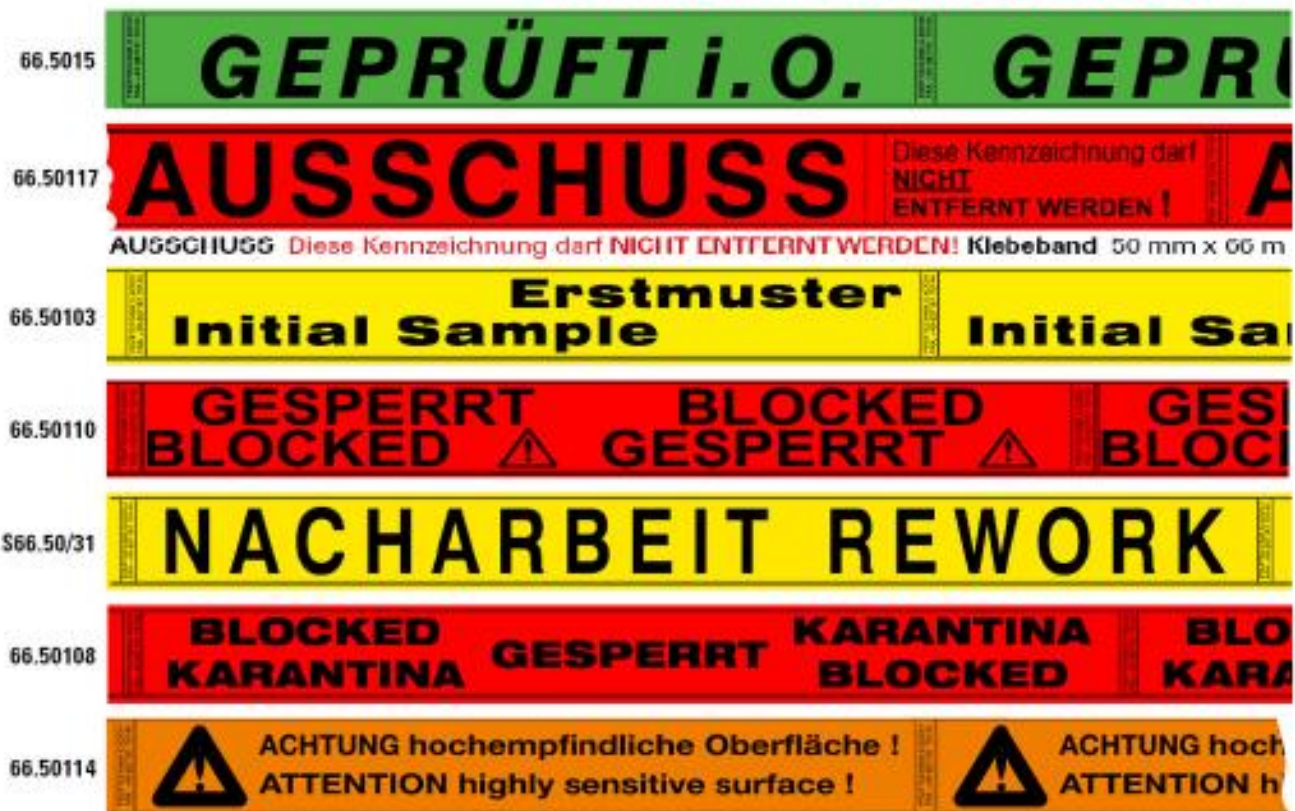 66.5015
GEPRÜFT i.O. GEPRÜ
66.50117
AUSSCHUSS Diese Kennzeichnung darf
NICHT
ENTFERNT WERDEN ! A
AUSSCHUSS Diese Kennzeichnung darf NICHT ENTFERNT WERDEN! Klebeband 50 mm x 66 m
66.50103
Erstmuster
Initial Sample Initial Sa
66.50110
GESPERRT BLOCKED GES
BLOCKED GESPERRT BLOC
S66.50/31
NACHARBEIT REWORK
66.50108
BLOCKED GESPERRT KARANTINA BLO
KARANTINA BLOCKED KARA
66.50114
ACHTUNG hochempfindliche Oberfläche ! ACHTUNG hoch
ATTENTION highly sensitive surface ! ATTENTION h